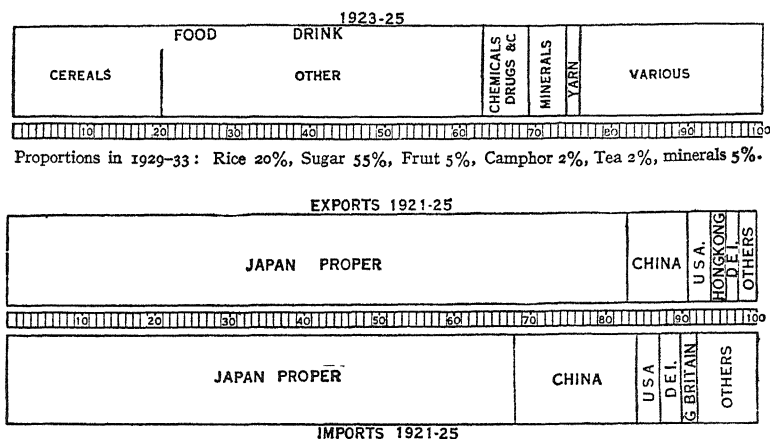 1923-25
FOOD DRINK
CEREALS
OTHER
CHEMICALS
DRUGS &C
MINERALS
YARN
VARIOUS
10 20 30 40 50 60 70 80 90 100
Proportions in 1929–33: Rice 20%, Sugar 55%, Fruit 5%, Camphor 2%, Tea 2%, minerals 5%.
EXPORTS 1921-25
JAPAN PROPER
CHINA
U S A.
HONGKONG
D E I.
OTHERS
10 20 30 40 50 60 70 80 90 100
JAPAN PROPER
CHINA
U S A
D E I.
G BRITAIN
OTHERS
IMPORTS 1921-25